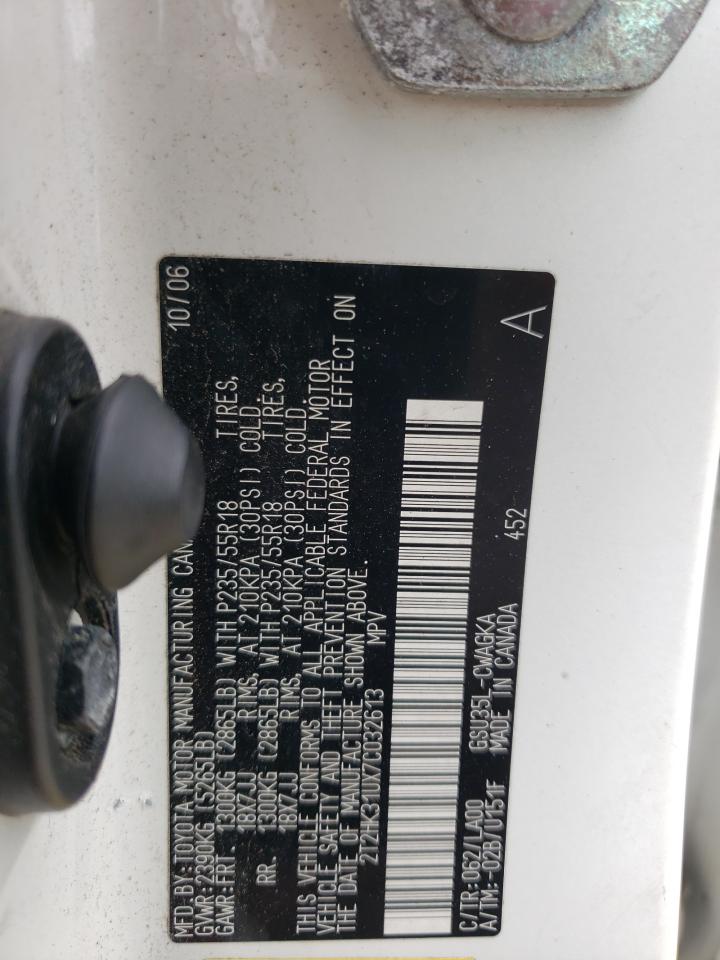 MFD.BY:TOYOTA MOTOR MANUFACTURING CAN 10/06
GVWR:2390KG (5265LB)
GAWR:FRT. 1300KG (2865LB) WITH P235/55R18 TIRES,
18X7JJ RIMS, AT 210KPA (30PSI) COLD
RR. 1300KG (2865LB) WITH P235/55R18 TIRES,
18X7JJ RIMS, AT 210KPA (30PSI) COLD.
THIS VEHICLE CONFORMS TO ALL APPLICABLE FEDERAL MOTOR
VEHICLE SAFETY AND THEFT PREVENTION STANDARDS IN EFFECT ON
THE DATE OF MANUFACTURE SHOWN ABOVE.
2T2HK31UX7C032613 MPV
C/TR:062/LA00 GSU35L-CWAGKA 452
A/TM:-02B/U151F MADE IN CANADA A